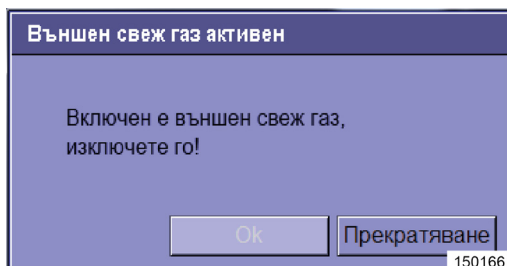 Външен свеж газ активен
Включен е външен свеж газ,
изключете го!
Ok
Прекратяване
150166